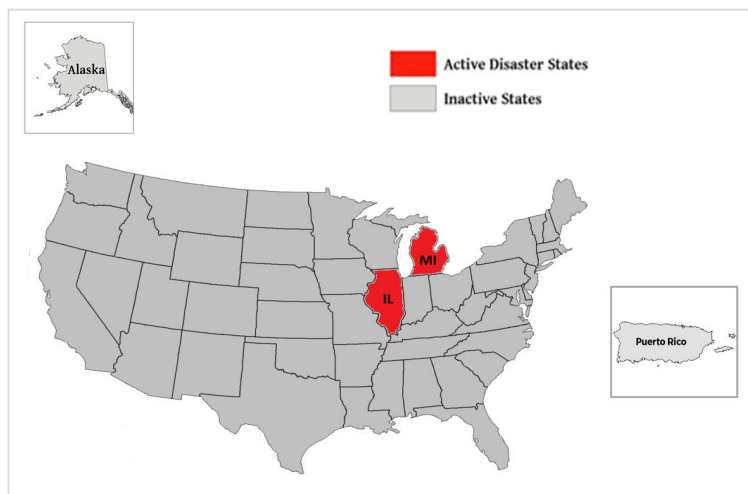 Alaska
Active Disaster States
Inactive States
MI
IL
Puerto Rico